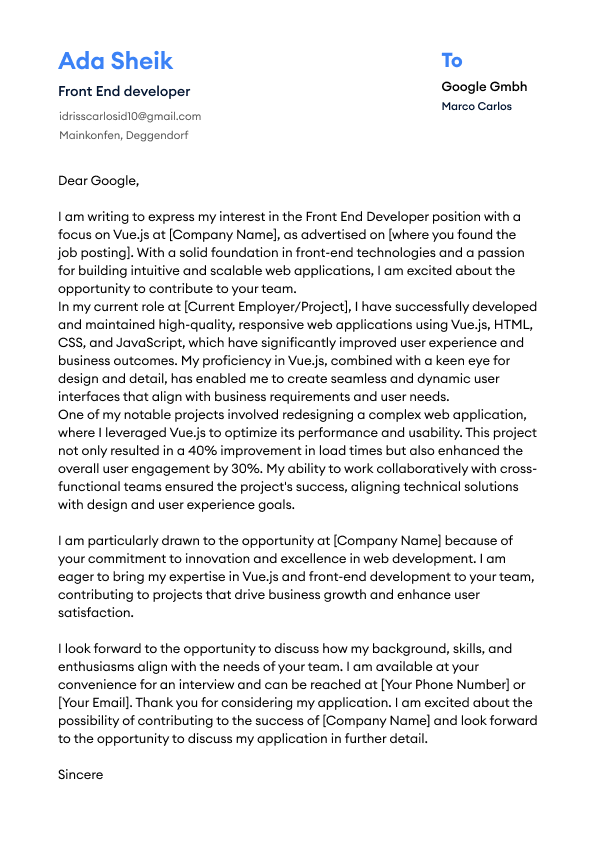 Ada Sheik
Front End developer
idrisscarlosid10@gmail.com
Mainkonfen, Deggendorf
To
Google Gmbh
Marco Carlos
Dear Google,
I am writing to express my interest in the Front End Developer position with a
focus on Vue.js at [Company Name], as advertised on [where you found the
job posting]. With a solid foundation in front-end technologies and a passion
for building intuitive and scalable web applications, I am excited about the
opportunity to contribute to your team.
In my current role at [Current Employer/Project], I have successfully developed
and maintained high-quality, responsive web applications using Vue.js, HTML,
CSS, and JavaScript, which have significantly improved user experience and
business outcomes. My proficiency in Vue.js, combined with a keen eye for
design and detail, has enabled me to create seamless and dynamic user
interfaces that align with business requirements and user needs.
One of my notable projects involved redesigning a complex web application,
where I leveraged Vue.js to optimize its performance and usability. This project
not only resulted in a 40% improvement in load times but also enhanced the
overall user engagement by 30%. My ability to work collaboratively with cross-
functional teams ensured the project's success, aligning technical solutions
with design and user experience goals.
I am particularly drawn to the opportunity at [Company Name] because of
your commitment to innovation and excellence in web development. I am
eager to bring my expertise in Vue.js and front-end development to your team,
contributing to projects that drive business growth and enhance user
satisfaction.
I look forward to the opportunity to discuss how my background, skills, and
enthusiasms align with the needs of your team. I am available at your
convenience for an interview and can be reached at [Your Phone Number] or
[Your Email]. Thank you for considering my application. I am excited about the
possibility of contributing to the success of [Company Name] and look forward
to the opportunity to discuss my application in further detail.
Sincere